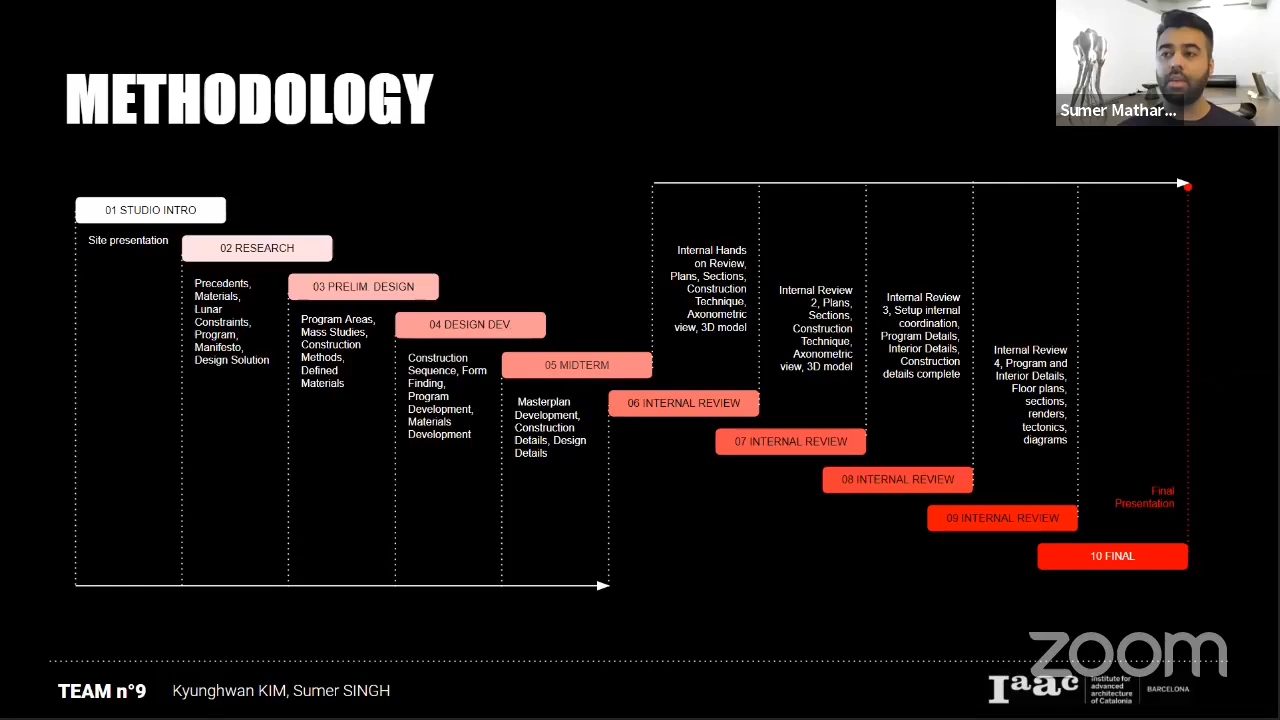 METHODOLOGY
Sumer Mathar...
01 STUDIO INTRO
Site presentation
02 RESEARCH
Precedents,
Materials,
Lunar
Constraints,
Program,
Manifesto,
Design Solution
03 PRELIM. DESIGN
Program Areas,
Mass Studies,
Construction
Methods,
Defined
Materials
04 DESIGN DEV
Construction
Sequence, Form
Finding,
Program
Development,
Materials
Development
05 MIDTERM
Masterplan
Development,
Construction
Details, Design
Details
06 INTERNAL REVIEW
Internal Hands
on Review,
Plans, Sections,
Construction
Technique,
Axonometric
view, 3D model
07 INTERNAL REVIEW
Internal Review
2, Plans,
Sections,
Construction
Technique,
Axonometric
view, 3D model
08 INTERNAL REVIEW
Internal Review
3, Setup internal
coordination,
Program Details,
Interior Details,
Construction
details complete
09 INTERNAL REVIEW
Internal Review
4, Program and
Interior Details,
Floor plans,
sections,
renders,
tectonics,
diagrams
Final
Presentation
10 FINAL
TEAM n°9 Kyunghwan KIM, Sumer SINGH
zoom
Iaac
Institute for
advanced
architecture
of Catalonia
BARCELONA